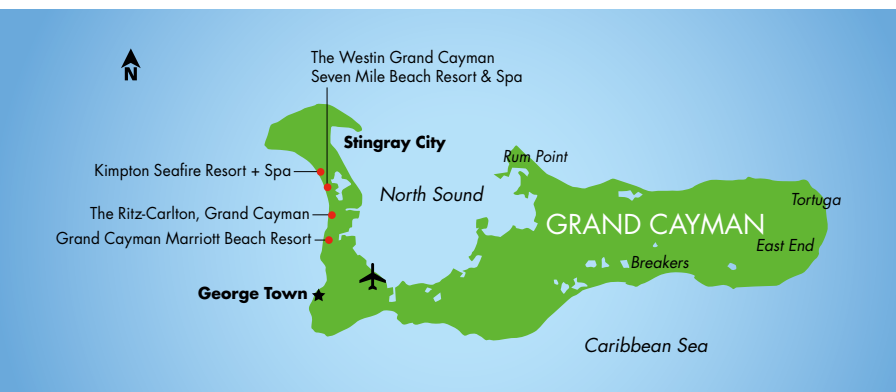 The Westin Grand Cayman
Seven Mile Beach Resort & Spa
N
Stingray City
Rum Point
Kimpton Seafire Resort + Spa
North Sound
Tortuga
The Ritz-Carlton, Grand Cayman
GRAND CAYMAN
Grand Cayman Marriott Beach Resort
East End
Breakers
George Town
Caribbean Sea